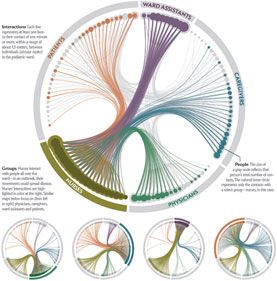 Interactions Each line
represents at least one face-
to-face contact of one minute
or more, within a range of
about 1.5 meters, between
individuals (circular nodes)
in the pediatric ward.
WARD ASSISTANTS
PATIENTS
CAREGIVERS
Groups Nurses interact
with people all over the
ward—in an outbreak, their
movements could spread disease.
Nurses' interactions are high-
lighted in color at the right. Similar
maps below focus on (from left
to right) physicians, caregivers,
ward assistants and patients.
NURSES
PHYSICIANS
People The size of
a gray node reflects that
person's total number of con-
tacts. The colored inner circle
represents only the contacts with
a select group—nurses, in this case.